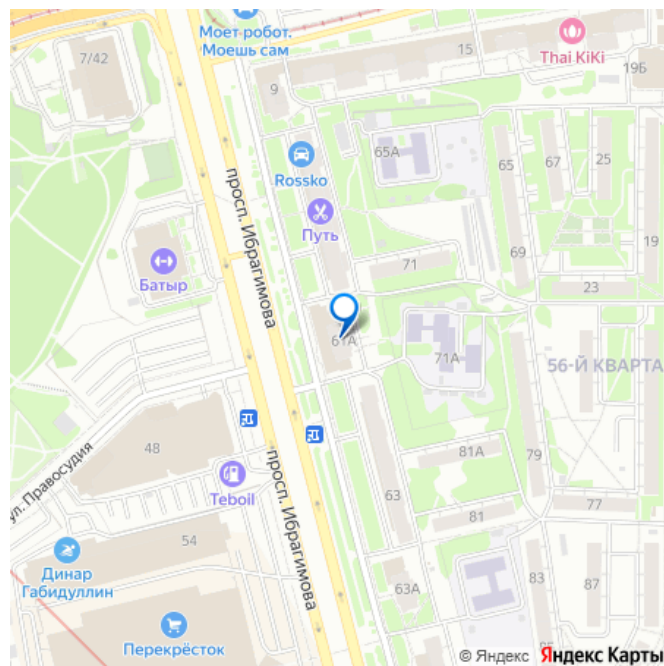 Моет робот.
Моешь сам
7/42
9
15
Thai KiKi
19Б
65А
65
67
25
Rossko
просп. Ибрагимова
Путь
Батыр
69
19
71
23
61А
71А
56-Й КВАРТА
48
ул. Правосудия
Teboil
просп. Ибрагимова
81А
79
63
77
81
54
Динар
Габидуллин
63А
83
87
85
Перекрёсток
© Яндекс Яндекс Карты